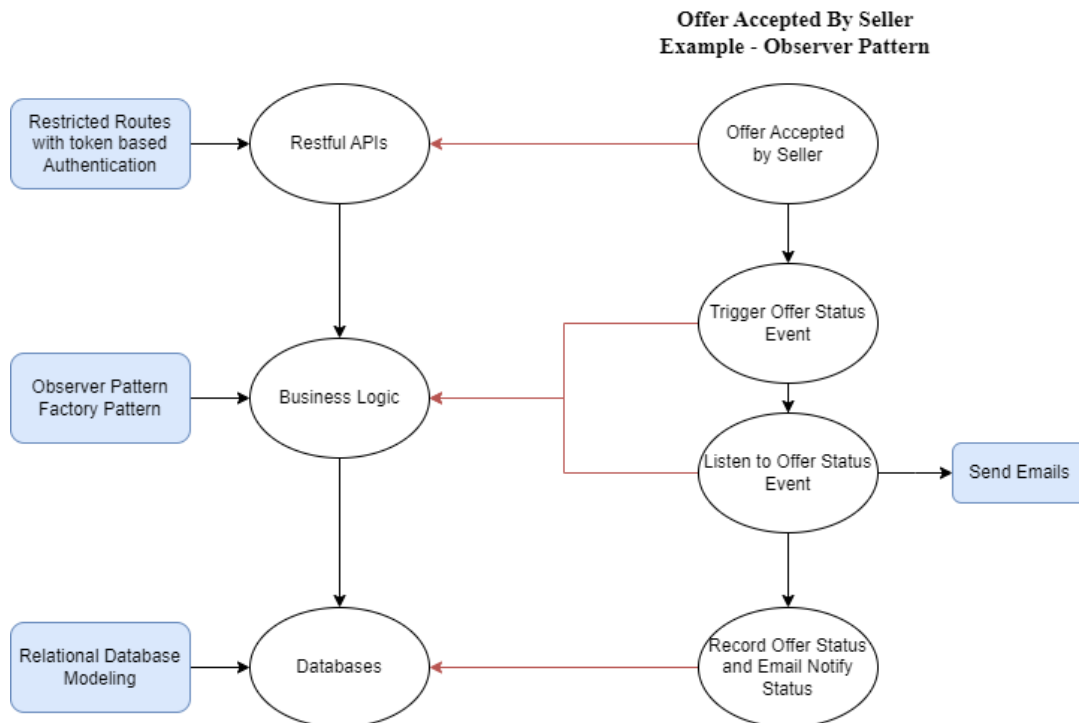 Offer Accepted By Seller
Example - Observer Pattern
Restricted Routes
with token based
Authentication
Restful APIs
Offer Accepted
by Seller
Trigger Offer Status
Event
Observer Pattern
Factory Pattern
Business Logic
Listen to Offer Status
Event
Send Emails
Relational Database
Modeling
Databases
Record Offer Status
and Email Notify
Status